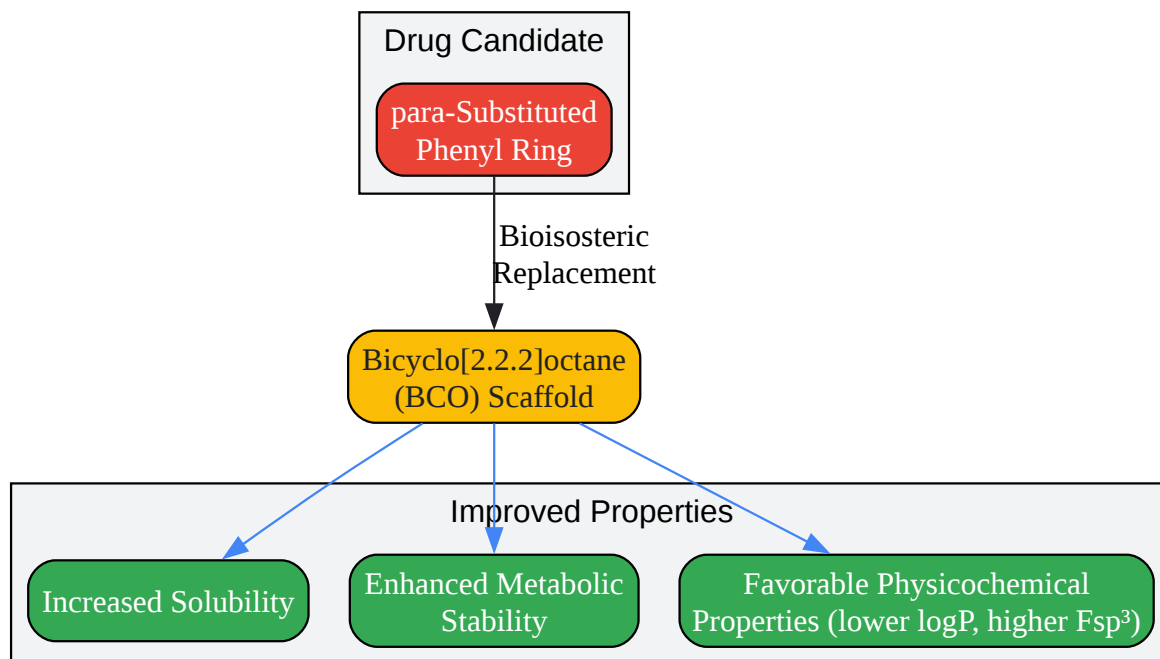 Drug Candidate
para-Substituted
Phenyl Ring
Bioisosteric
Replacement
Bicyclo[2.2.2]octane
(BCO) Scaffold
Improved Properties
Increased Solubility
Enhanced Metabolic
Stability
Favorable Physicochemical
Properties (lower logP, higher Fsp³)